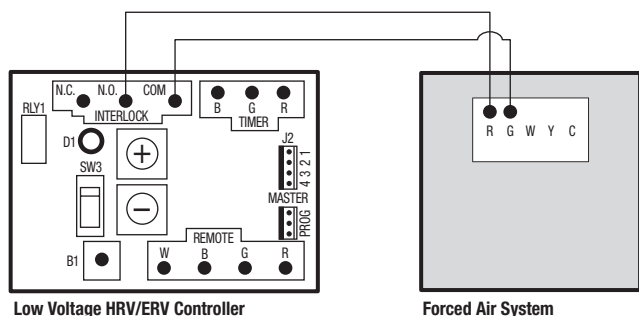 N.C. N.O. COM
INTERLOCK
B G R
TIMER
RLY1
D1
J2
4 3 2 1
SW3
+
−
MASTER
PROG
REMOTE
W B G R
B1
Low Voltage HRV/ERV Controller
R G W Y C
Forced Air System